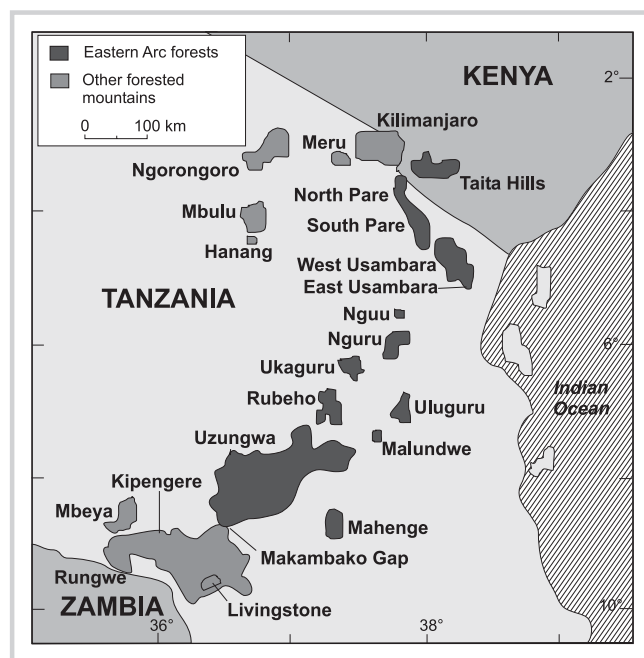 Eastern Arc forests
Other forested
mountains
0 100 km
KENYA
2°
Kilimanjaro
Meru
Ngorongoro
Taita Hills
North Pare
Mbulu
South Pare
Hanang
West Usambara
East Usambara
TANZANIA
Nguu
Nguru
6°
Ukaguru
Indian
Ocean
Rubeho
Uluguru
Uzungwa
Malundwe
Kipengere
Mbeya
Mahenge
Makambako Gap
Rungwe
ZAMBIA
Livingstone
10°
36°
38°